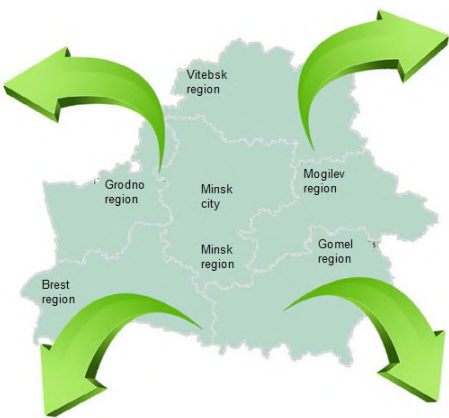 Vitebsk
region
Mogilev
region
Grodno
region
Minsk
city
Minsk
region
Gomel
region
Brest
region